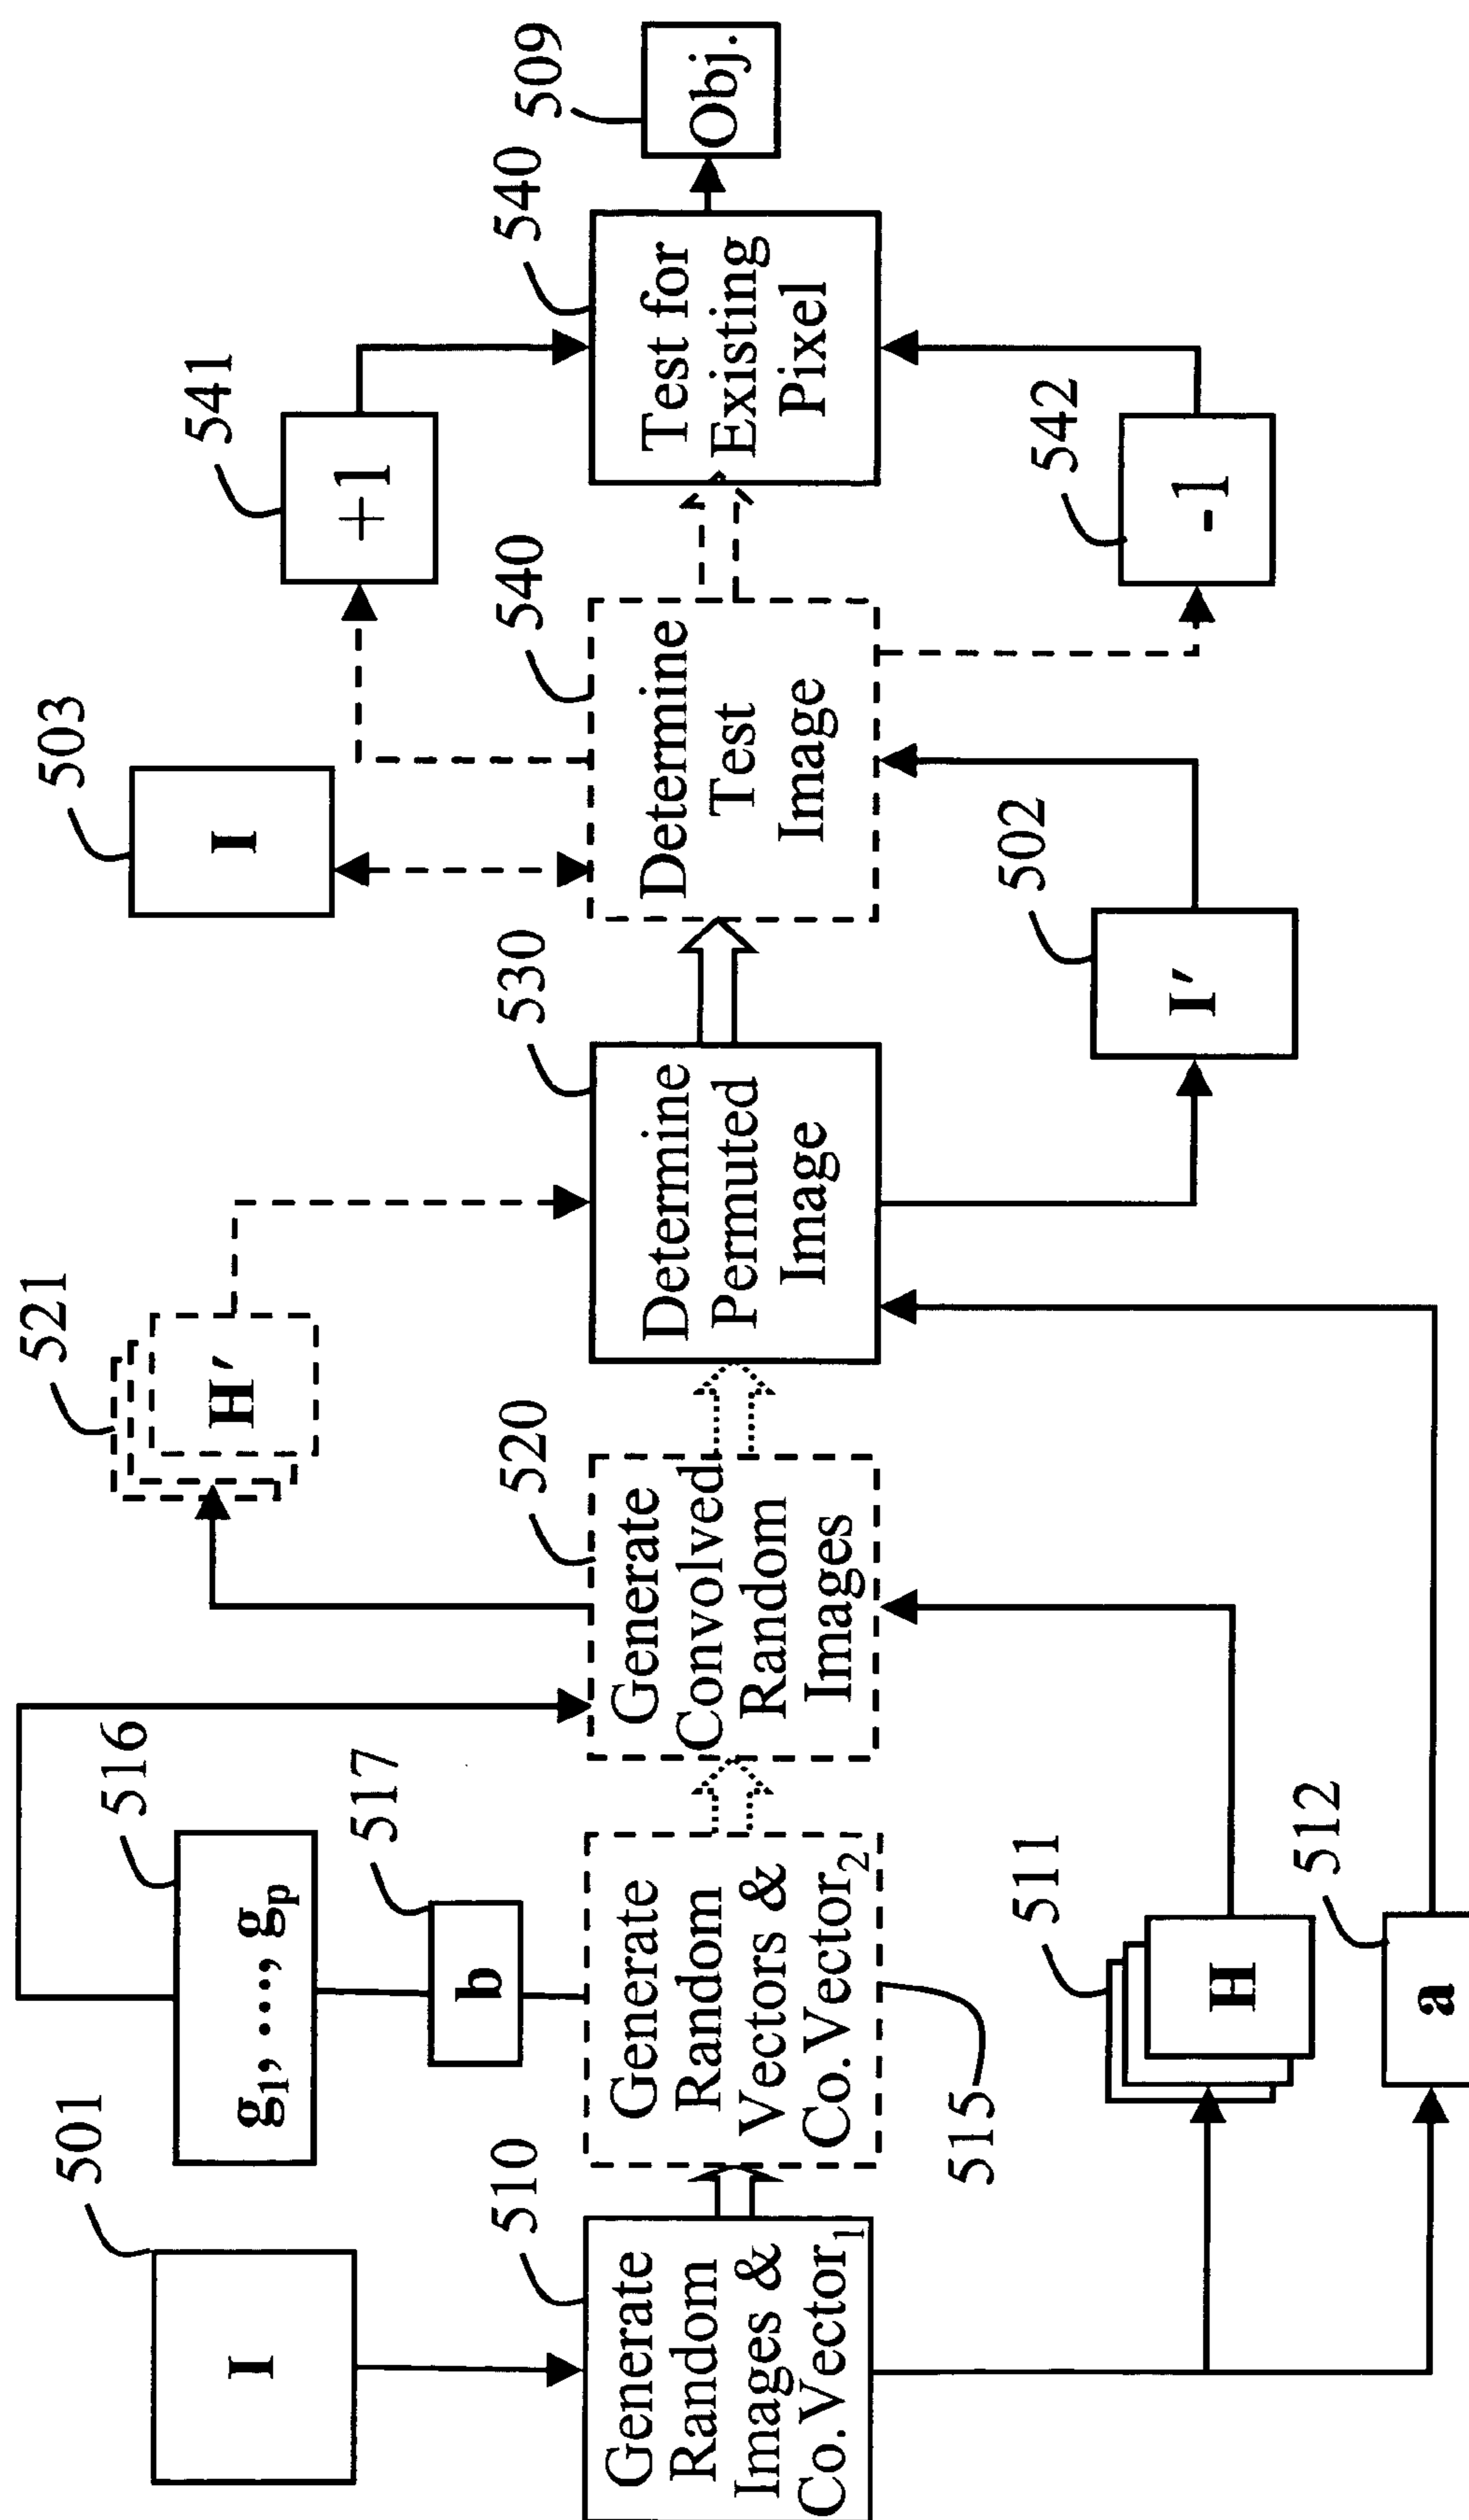 501
I
510
Generate
Random
Images &
Co.Vector1
516
g1, ..., gp
517
b
Generate
Random
Vectors &
Co.Vector2
515
511
H
512
a
520
Generate
Convolved
Random
Images
521
H′
530
Determine
Permuted
Image
502
I′
503
I
540
Determine
Test
Image
541
+1
542
-1
540
Test for
Existing
Pixel
509
Obj.